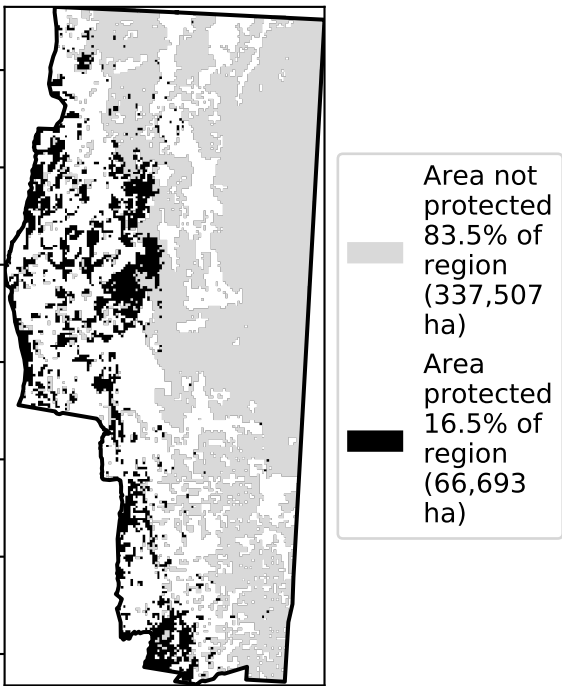 Area not
protected
83.5% of
region
(337,507
ha)
Area
protected
16.5% of
region
(66,693
ha)